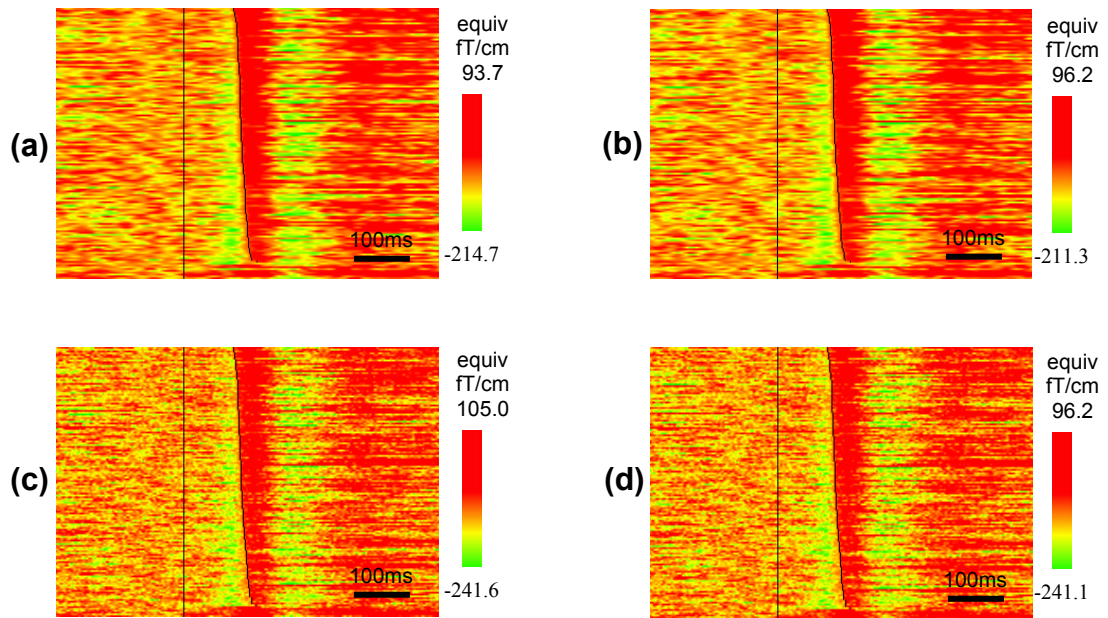 equiv
fT/cm
93.7
(a)
100ms
-214.7
equiv
fT/cm
96.2
(b)
100ms
-211.3
equiv
fT/cm
105.0
(c)
100ms
-241.6
equiv
fT/cm
96.2
(d)
100ms
-241.1